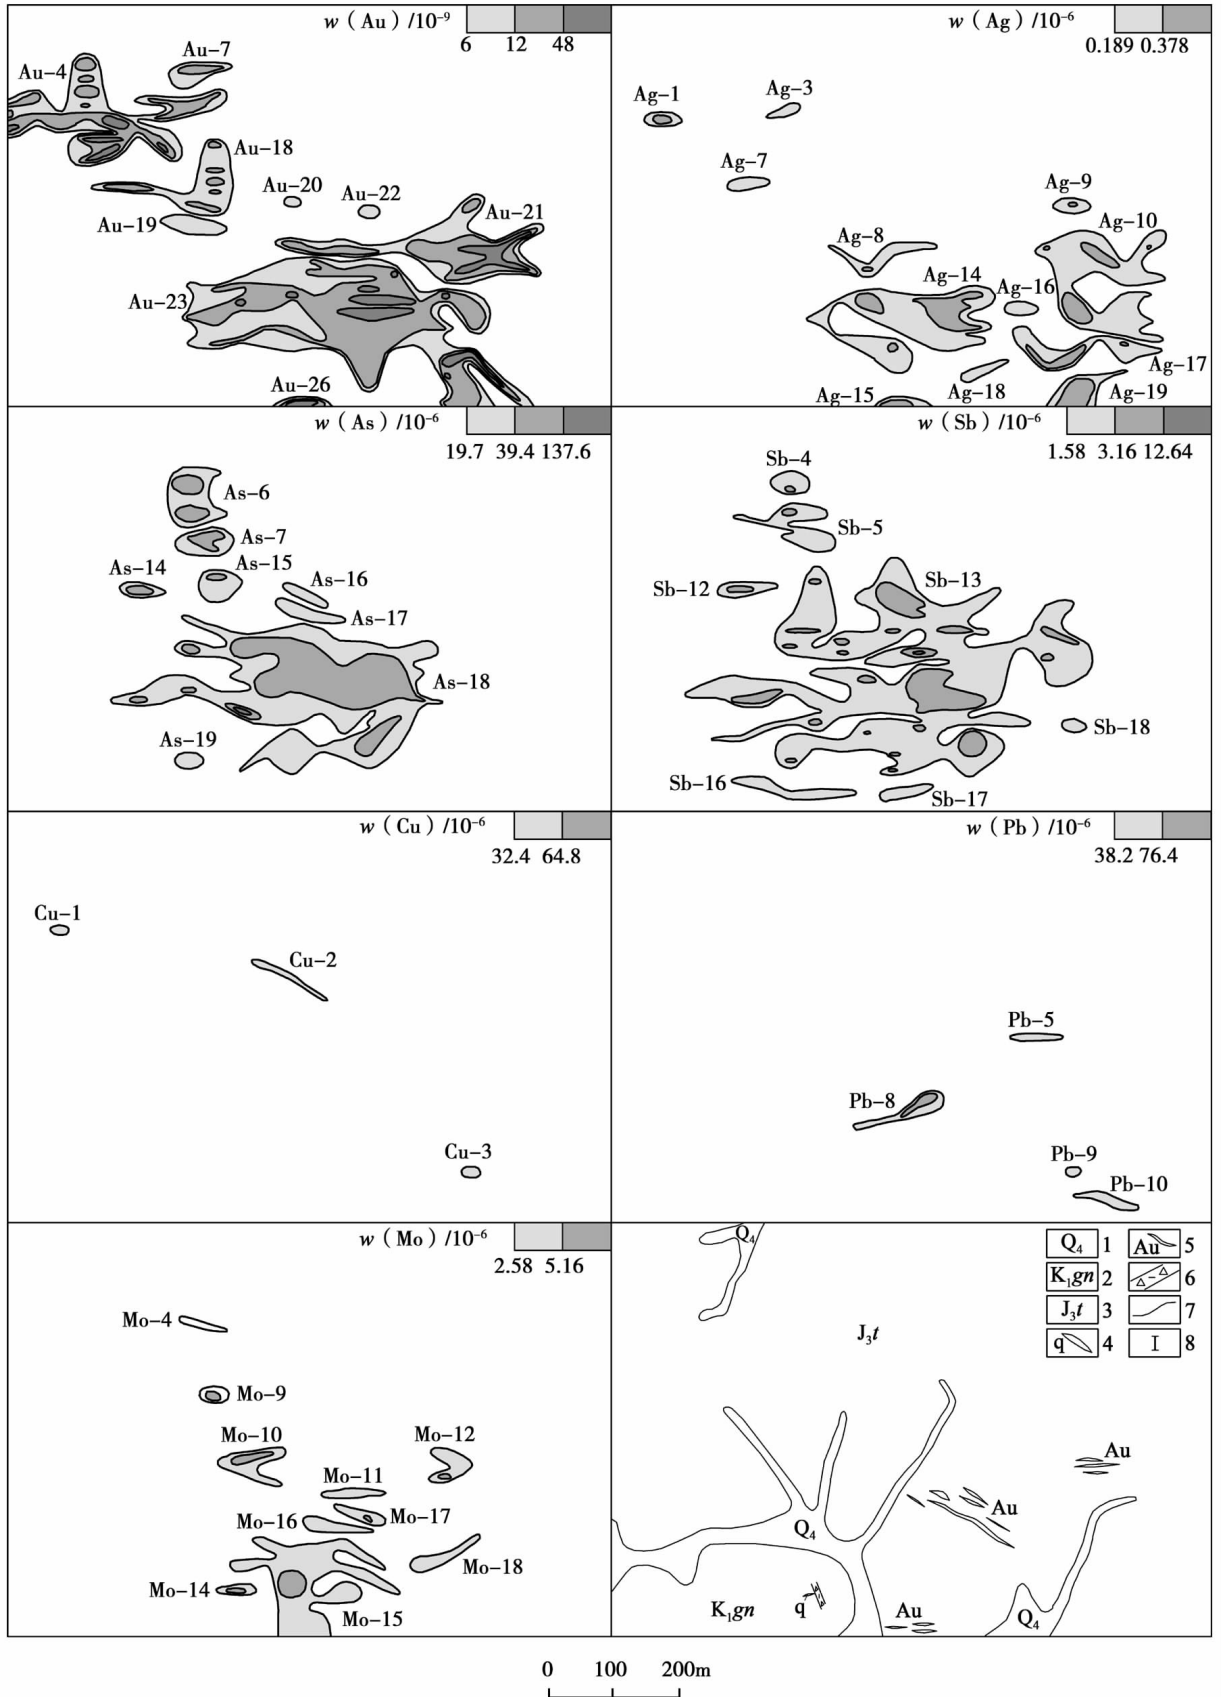 w（Au）/10⁻⁹
6 12 48
Au–7
Au–4
Au–18
Au–20
Au–22
Au–21
Au–19
Au–23
Au–26
w（Ag）/10⁻⁶
0.189 0.378
Ag–1
Ag–3
Ag–7
Ag–9
Ag–10
Ag–8
Ag–14
Ag–16
Ag–17
Ag–18
Ag–15
Ag–19
w（As）/10⁻⁶
19.7 39.4 137.6
As–6
As–7
As–15
As–14
As–16
As–17
As–18
As–19
w（Sb）/10⁻⁶
1.58 3.16 12.64
Sb–4
Sb–5
Sb–12
Sb–13
Sb–18
Sb–16
Sb–17
w（Cu）/10⁻⁶
32.4 64.8
Cu–1
Cu–2
Cu–3
w（Pb）/10⁻⁶
38.2 76.4
Pb–5
Pb–8
Pb–9
Pb–10
w（Mo）/10⁻⁶
2.58 5.16
Mo–4
Mo–9
Mo–10
Mo–12
Mo–11
Mo–16
Mo–17
Mo–18
Mo–14
Mo–15
Q₄
Q₄ 1 Au 5
K₁gn 2 6
J₃t 3 7
q 4 I 8
J₃t
Au
Au
Q₄
K₁gn
q
Au
Q₄
0 100 200m